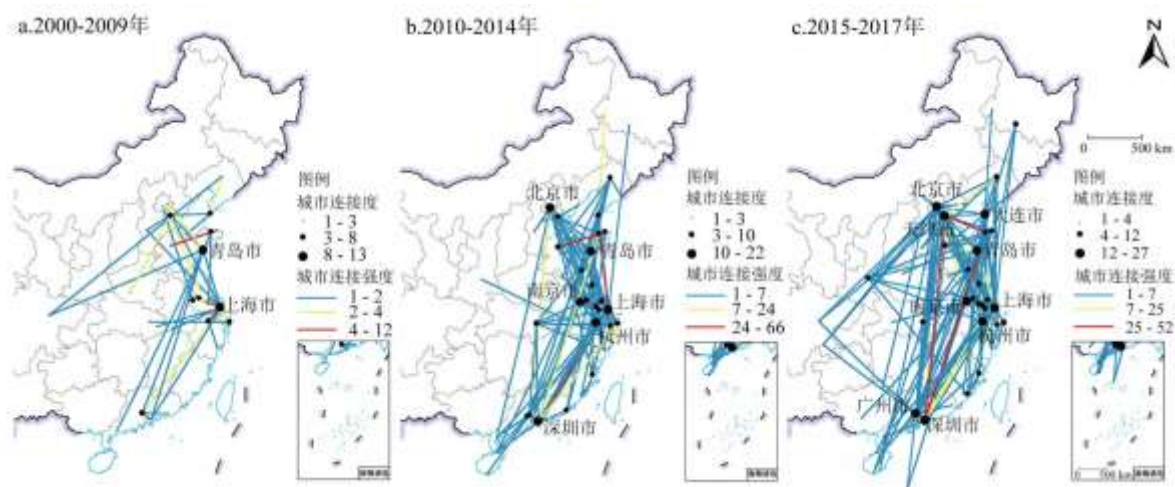 a.2000-2009年
b.2010-2014年
c.2015-2017年
N
0 500 km
图例
城市连接度
1 - 3
3 - 8
8 - 13
城市连接强度
1 - 2
2 - 4
4 - 12
青岛市
上海市
图例
城市连接度
1 - 3
3 - 10
10 - 22
城市连接强度
1 - 7
7 - 24
24 - 66
北京市
青岛市
南京市
上海市
杭州市
深圳市
图例
城市连接度
1 - 4
4 - 12
12 - 27
城市连接强度
1 - 7
7 - 25
25 - 52
北京市
大连市
青岛市
上海市
杭州市
广州市
深圳市
0 500 km